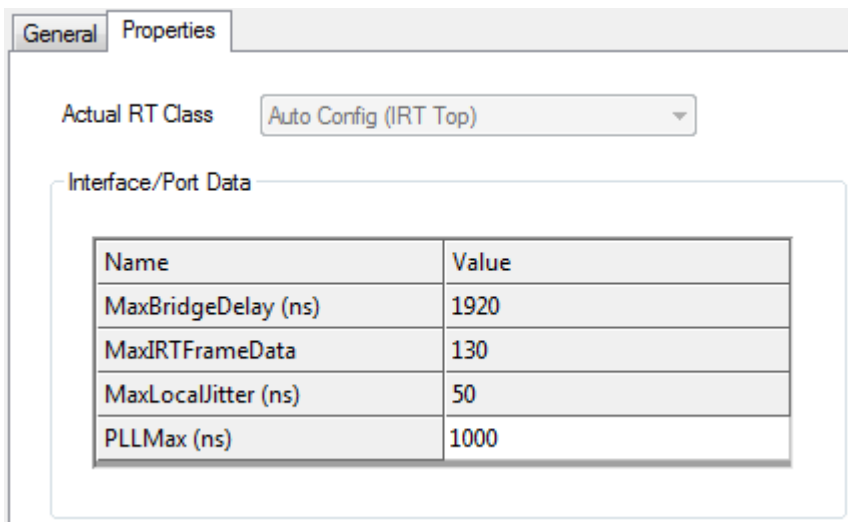 General Properties
Actual RT Class Auto Config (IRT Top)
Interface/Port Data
Name Value
MaxBridgeDelay (ns) 1920
MaxIRTFrameData 130
MaxLocalJitter (ns) 50
PLLMax (ns) 1000